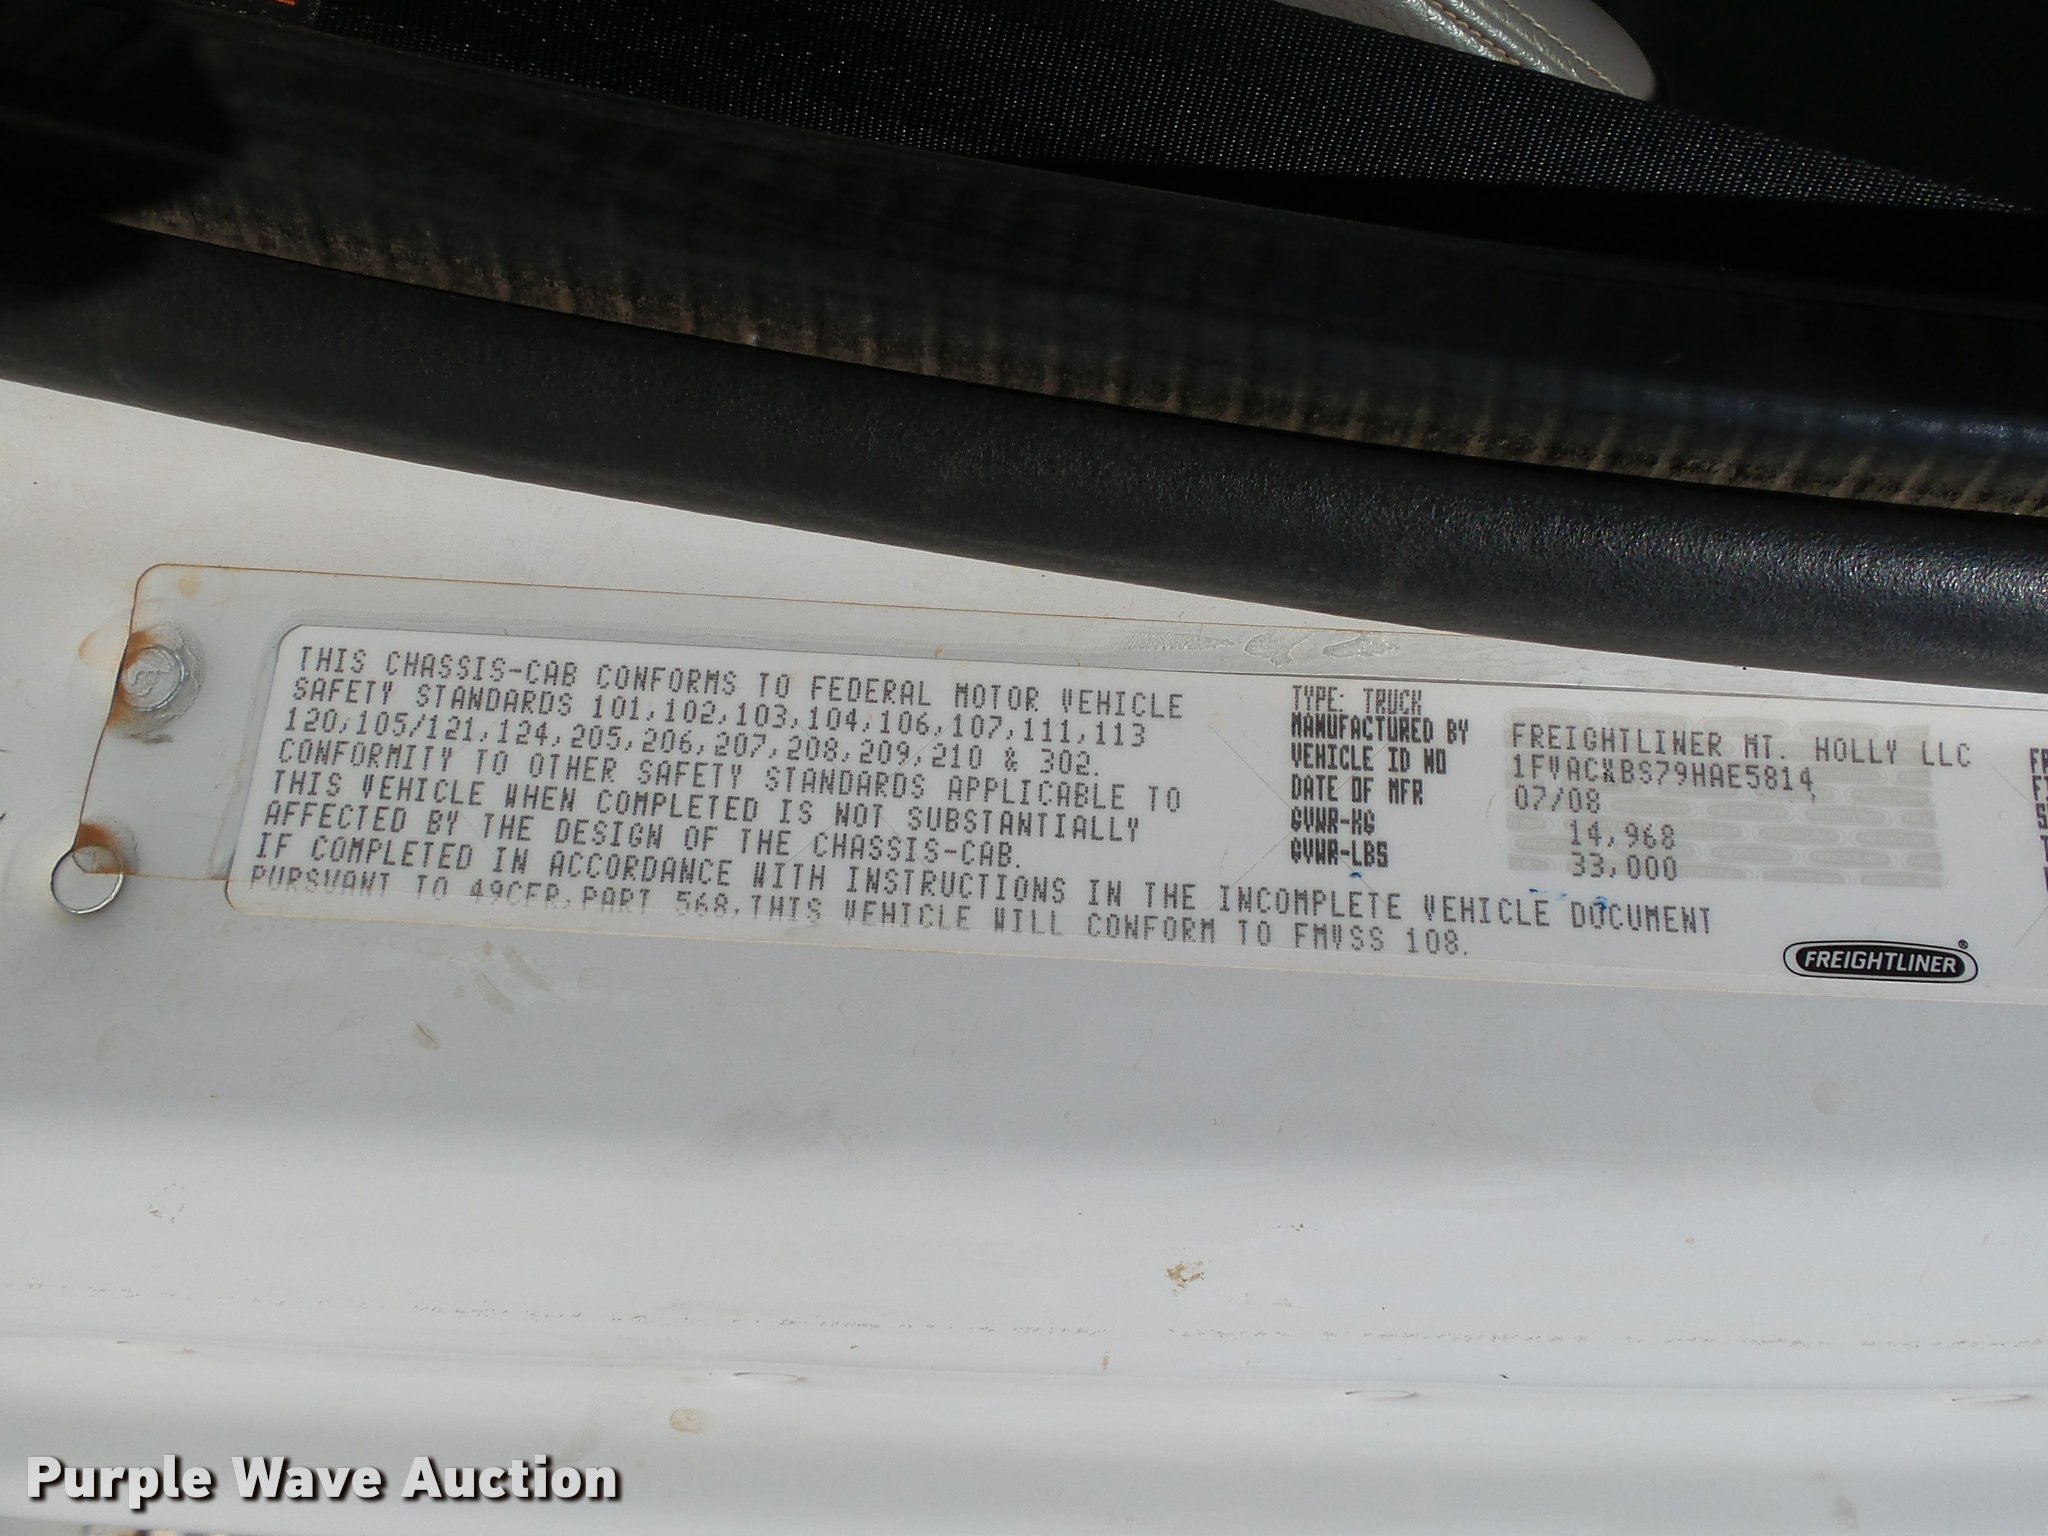 THIS CHASSIS-CAB CONFORMS TO FEDERAL MOTOR VEHICLE
SAFETY STANDARDS 101,102,103,104,106,107,111,113
120,105/121,124,205,206,207,208,209,210 & 302.
CONFORMITY TO OTHER SAFETY STANDARDS APPLICABLE TO
THIS VEHICLE WHEN COMPLETED IS NOT SUBSTANTIALLY
AFFECTED BY THE DESIGN OF THE CHASSIS-CAB.
IF COMPLETED IN ACCORDANCE WITH INSTRUCTIONS IN THE INCOMPLETE VEHICLE DOCUMENT
PURSUANT TO 49CFR,PART 568,THIS VEHICLE WILL CONFORM TO FMVSS 108.
TYPE: TRUCK
MANUFACTURED BY FREIGHTLINER MT. HOLLY LLC
VEHICLE ID NO 1FVACXBS79HAE5814
DATE OF MFR 07/08
GVWR-KG 14,968
GVWR-LBS 33,000
FREIGHTLINER®
Purple Wave Auction